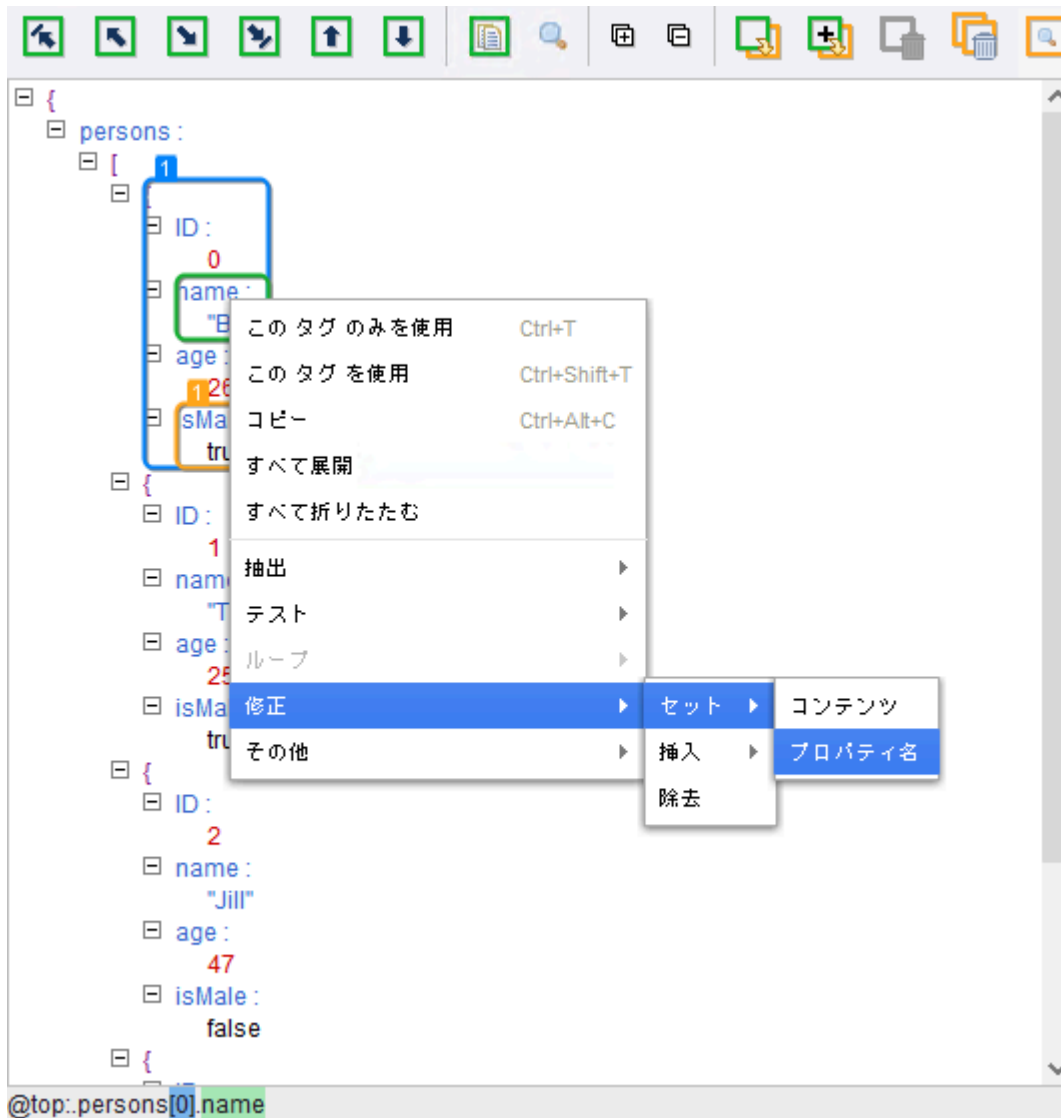 {
persons :
[ 1
ID :
0
name :
"B
age :
1 26
isMa
tru
{
ID :
1
nam
"T
age :
25
isMa
tru
{
ID :
2
name :
"Jill"
age :
47
isMale :
false
{
この タグ のみを使用 Ctrl+T
この タグ を使用 Ctrl+Shift+T
コピー Ctrl+Alt+C
すべて展開
すべて折りたたむ
抽出
テスト
ループ
修正
その他
セット
挿入
除去
コンテンツ
プロパティ名
@top:.persons[0].name